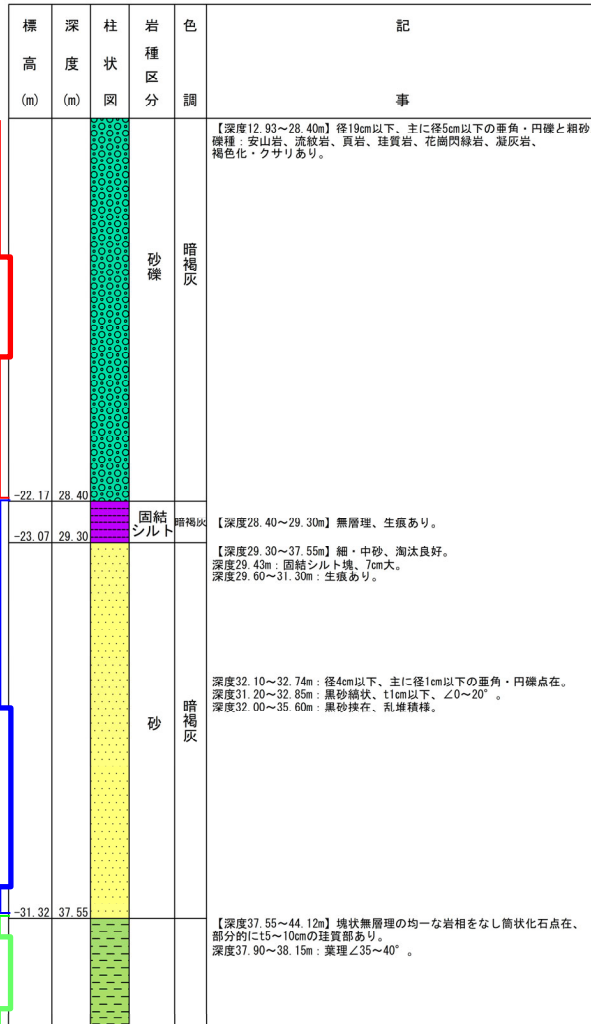 標高(m)
深度(m)
柱状図
岩種区分
色調
記事
【深度12.93～28.40m】径19cm以下、主に径5cm以下の亜角・円礫と粗砂
礫種：安山岩、流紋岩、頁岩、珪質岩、花崗閃緑岩、凝灰岩、
褐色化・クサリあり。
砂礫
暗褐灰
-22.17 28.40
固結
シルト
暗褐灰
【深度28.40～29.30m】無層理、生痕あり。
-23.07 29.30
【深度29.30～37.55m】細・中砂、淘汰良好。
深度29.43m：固結シルト塊、7cm大。
深度29.60～31.30m：生痕あり。
深度32.10～32.74m：径4cm以下、主に径1cm以下の亜角・円礫点在。
深度31.20～32.85m：黒砂縞状、t1cm以下、∠0～20°。
深度32.00～35.60m：黒砂挟在、乱堆積様。
砂
暗褐灰
-31.32 37.55
【深度37.55～44.12m】塊状無層理の均一な岩相をなし筒状化石点在、
部分的にt5～10cmの珪質部あり。
深度37.90～38.15m：葉理∠35～40°。